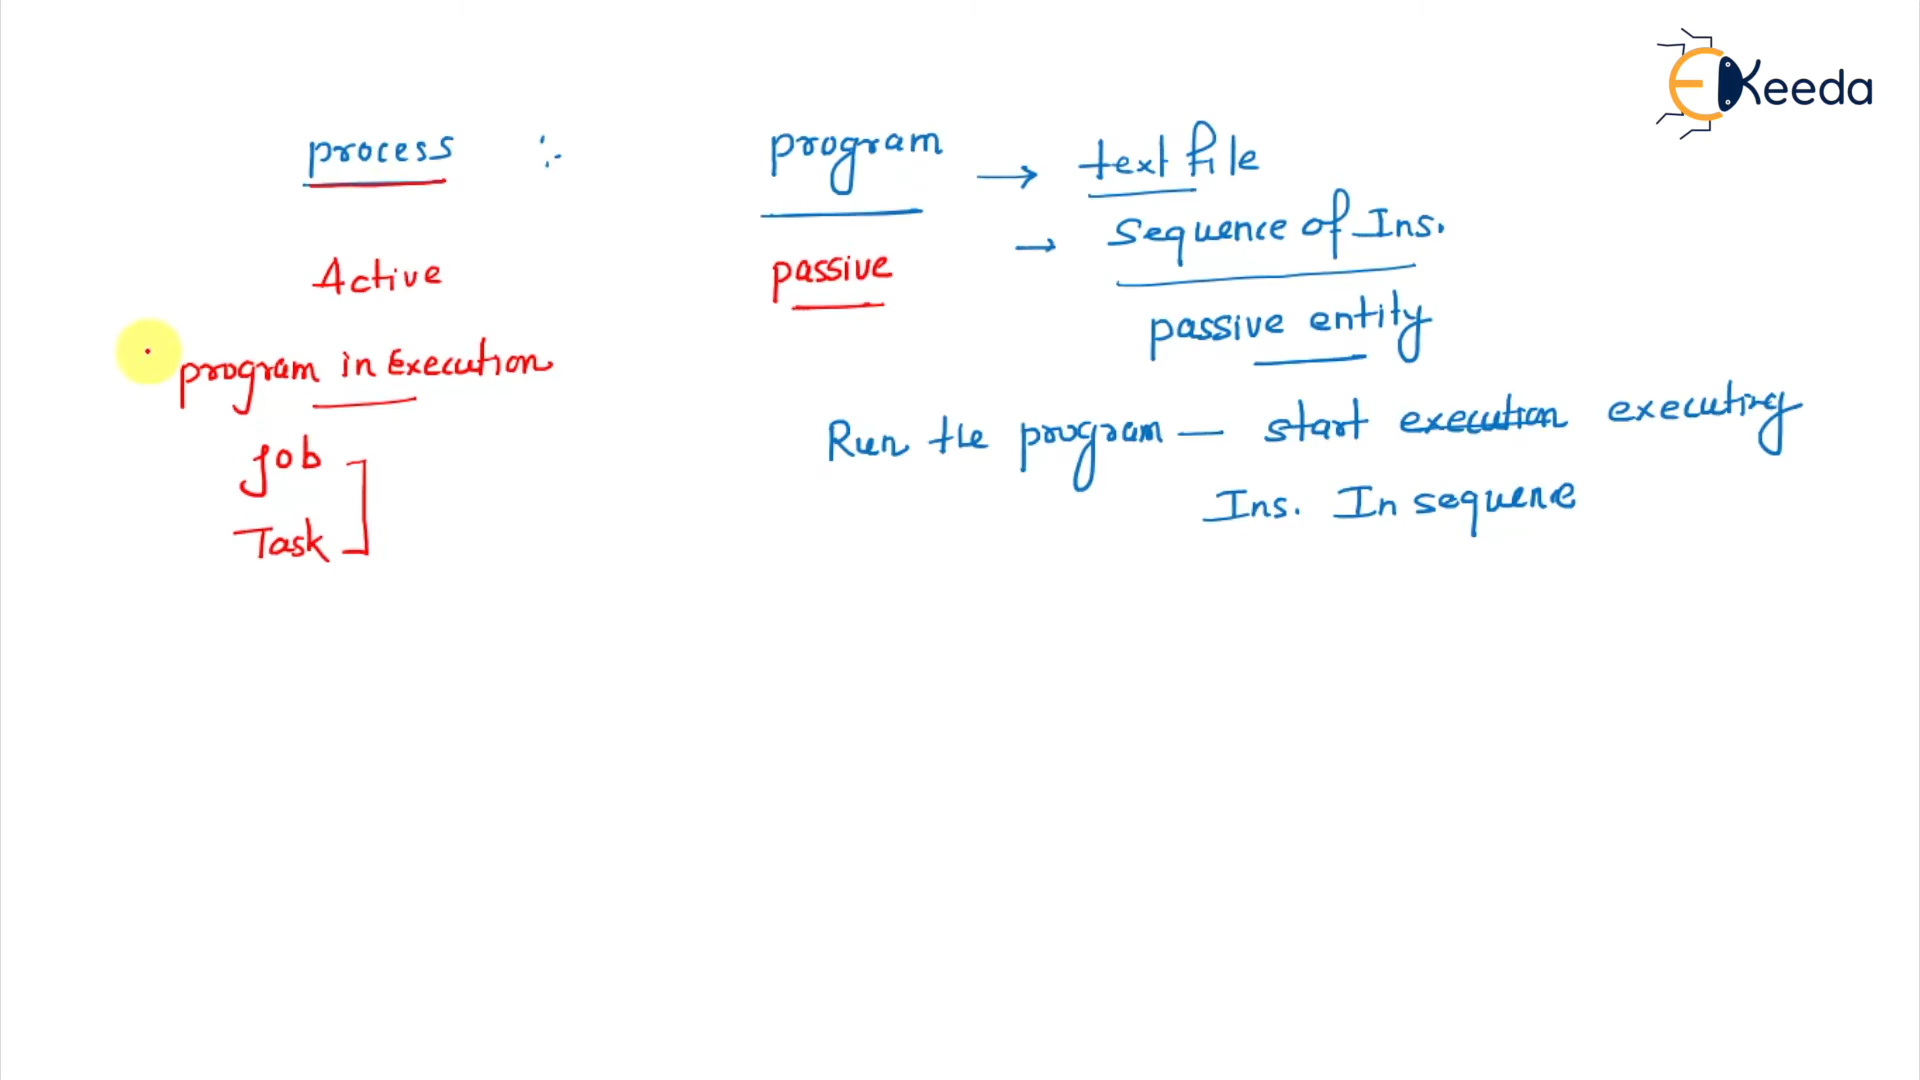 EKeeda
process :-
Active
program in Execution
Job
Task
program → text file
passive
→ Sequence of Ins.
passive entity
Run the program — start execution executing
Ins. In sequence